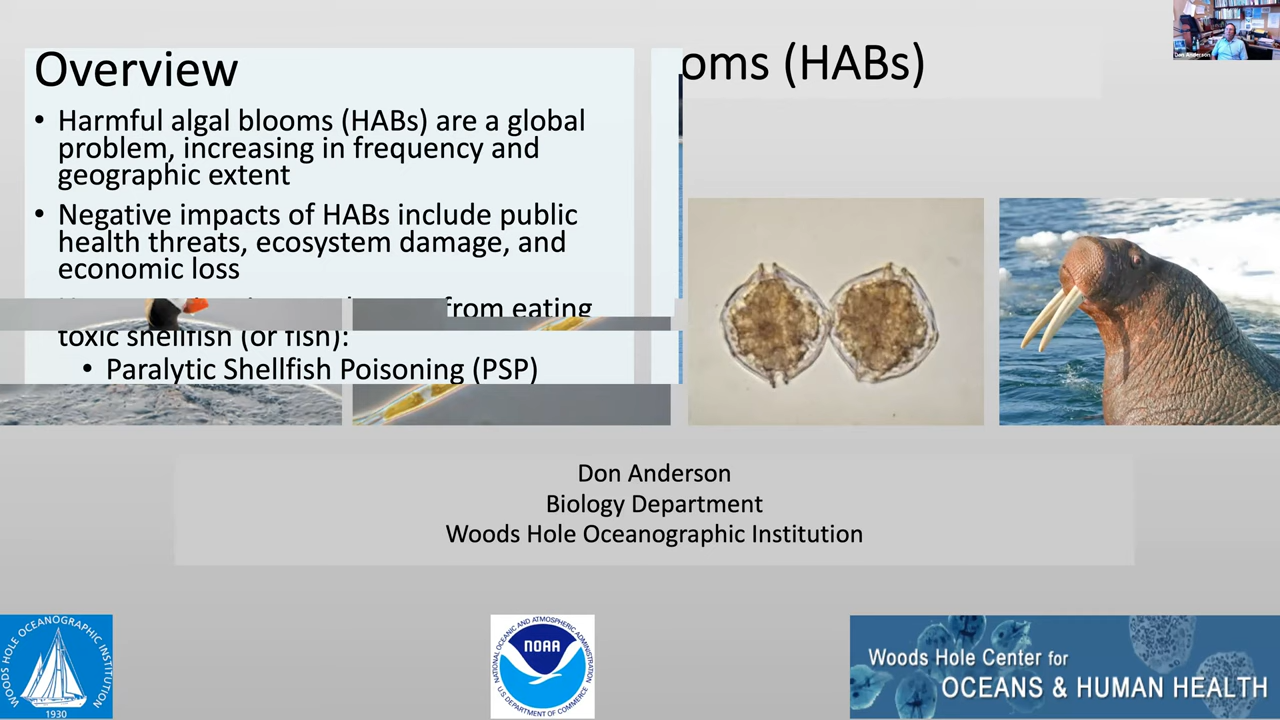 Overview
oms (HABs)
• Harmful algal blooms (HABs) are a global
problem, increasing in frequency and
geographic extent
• Negative impacts of HABs include public
health threats, ecosystem damage, and
economic loss
from eating
toxic shellfish (or fish):
• Paralytic Shellfish Poisoning (PSP)
Don Anderson
Biology Department
Woods Hole Oceanographic Institution
WOODS HOLE OCEANOGRAPHIC INSTITUTION
1930
NATIONAL OCEANIC AND ATMOSPHERIC ADMINISTRATION
NOAA
U.S. DEPARTMENT OF COMMERCE
Woods Hole Center for
OCEANS & HUMAN HEALTH
Don Anderson